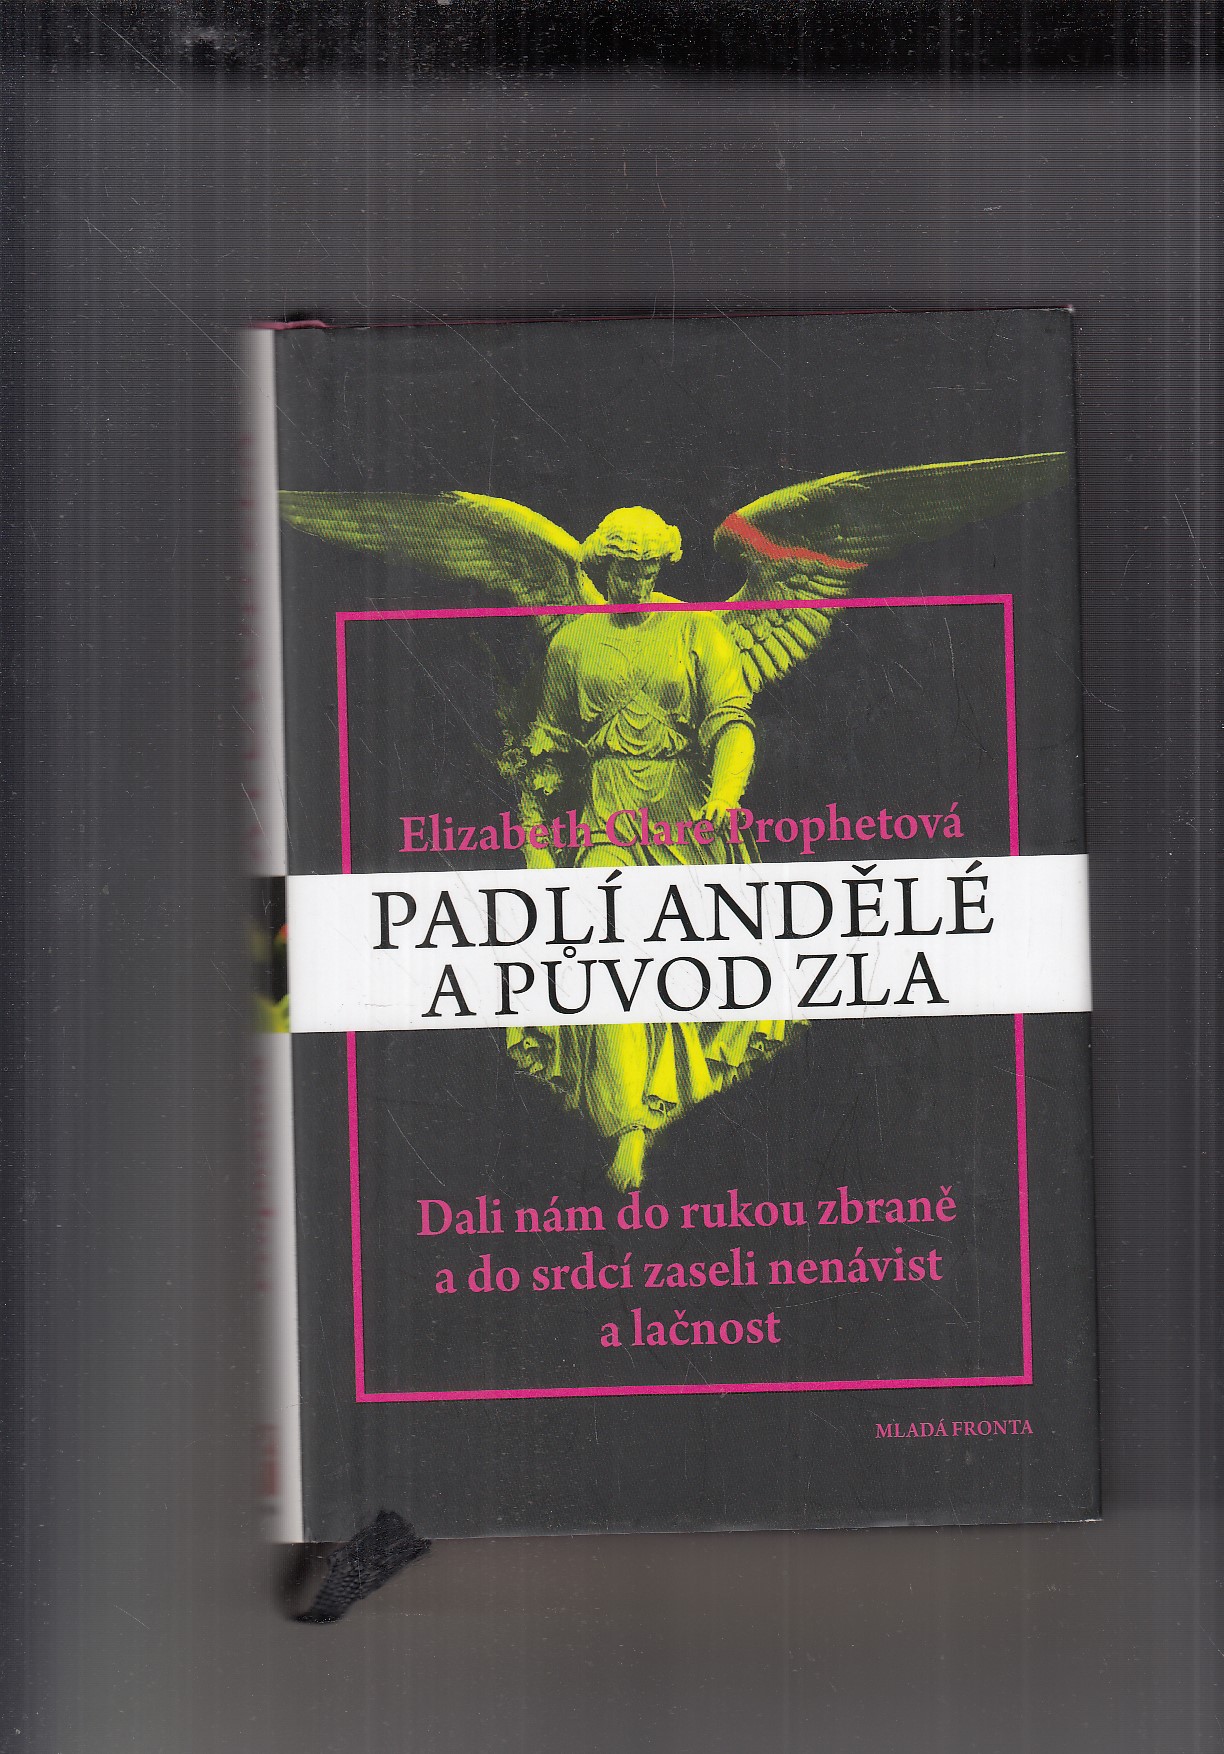 Elizabeth Clare Prophetová
PADLÍ ANDĚLÉ
A PŮVOD ZLA
Dali nám do rukou zbraně
a do srdcí zaseli nenávist
a lačnost
MLADÁ FRONTA